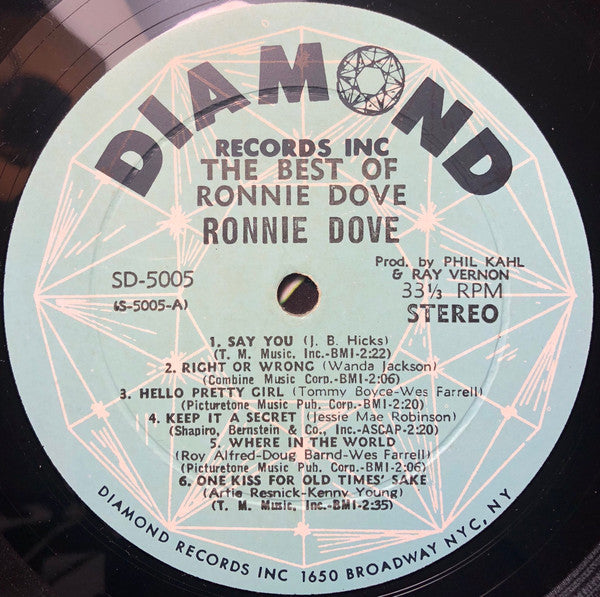 DIAMOND
RECORDS INC
THE BEST OF
RONNIE DOVE
RONNIE DOVE
Prod. by PHIL KAHL
& RAY VERNON
SD-5005
33⅓ RPM
(S-5005-A)
STEREO
1. SAY YOU (J. B. Hicks)
(T. M. Music, Inc.-BMI-2:22)
2. RIGHT OR WRONG (Wanda Jackson)
(Combine Music Corp.-BMI-2:06)
3. HELLO PRETTY GIRL (Tommy Boyce-Wes Farrell)
(Picturetone Music Pub. Corp.-BMI-2:20)
4. KEEP IT A SECRET (Jessie Mae Robinson)
(Shapiro, Bernstein & Co., Inc.-ASCAP-2:20)
5. WHERE IN THE WORLD
(Roy Alfred-Doug Barnd-Wes Farrell)
(Picturetone Music Pub. Corp.-BMI-2:06)
6. ONE KISS FOR OLD TIMES' SAKE
(Artie Resnick-Kenny Young)
(T. M. Music, Inc.-BMI-2:35)
DIAMOND RECORDS INC 1650 BROADWAY NYC, NY